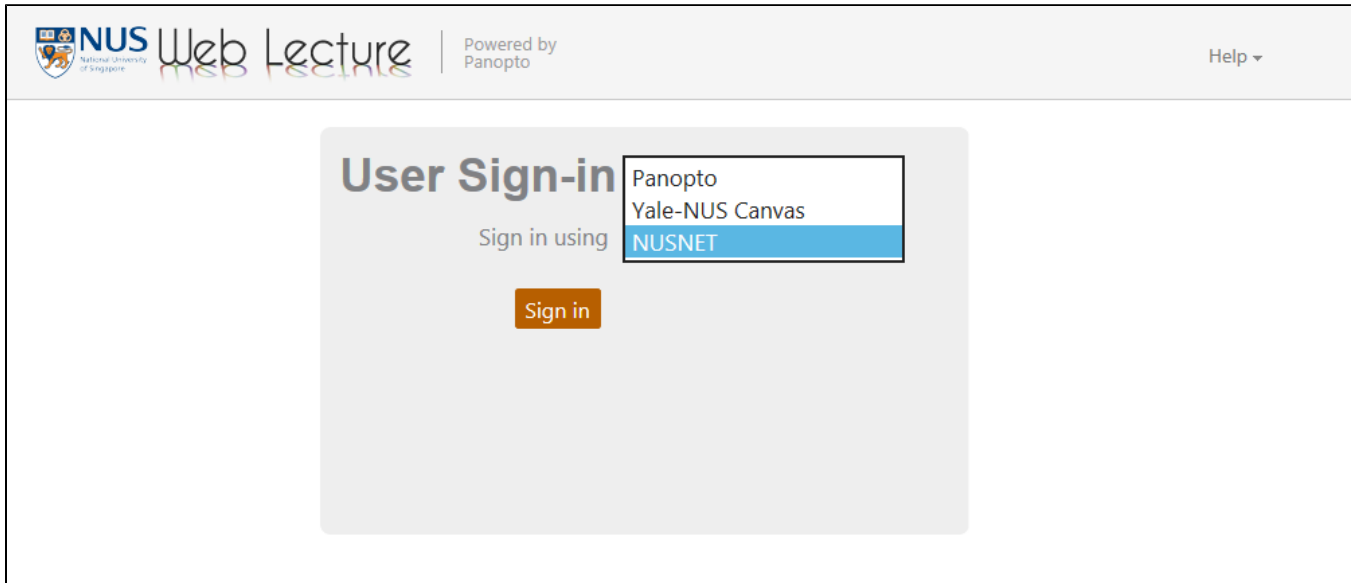 NUS
National University
of Singapore
Web Lecture
Powered by
Panopto
Help
User Sign-in
Sign in using
Panopto
Yale-NUS Canvas
NUSNET
Sign in